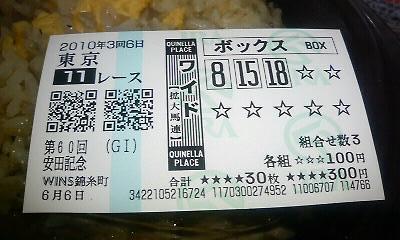 2010年3回6日
東京
11レース
第60回 (GI)
安田記念
WINS錦糸町
6月6日
QUINELLA PLACE
ワイド
拡大馬連
QUINELLA PLACE
ボックス BOX
8 15 18 ☆ ☆
☆ ☆ ☆ ☆ ☆
組合せ数3
各組 ☆☆☆100円
合計 ★★★★30枚 ★★★★300円
3422105216724 1170300274952 11006707 114766